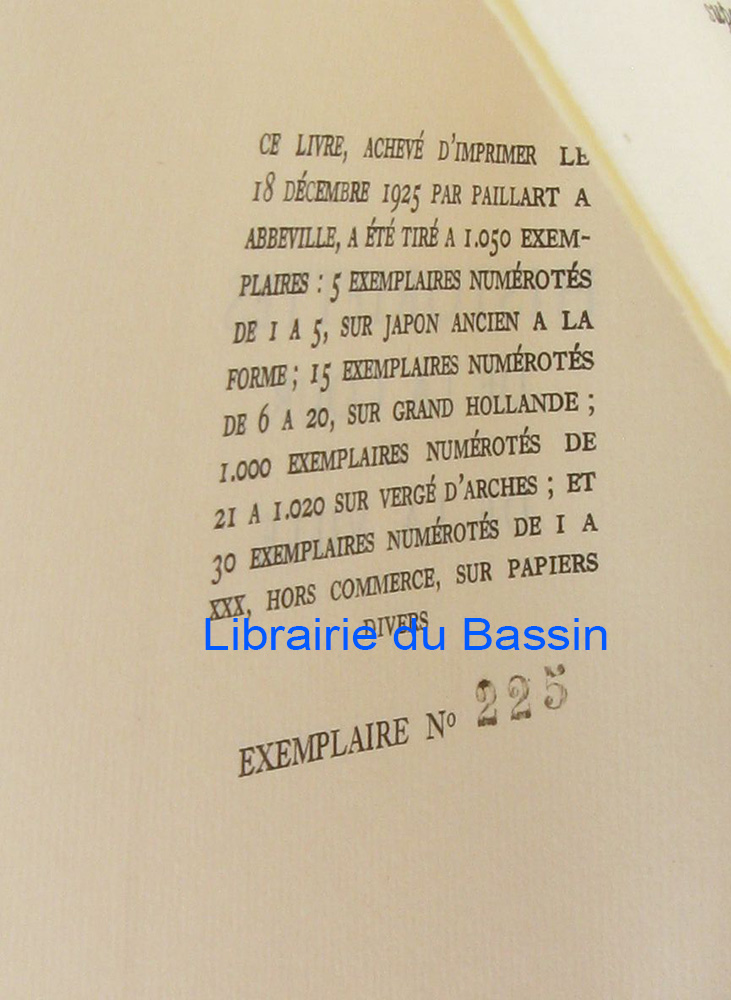 CE LIVRE, ACHEVÉ D'IMPRIMER LE
18 DÉCEMBRE 1925 PAR PAILLART A
ABBEVILLE, A ÉTÉ TIRÉ A 1.050 EXEM-
PLAIRES : 5 EXEMPLAIRES NUMÉROTÉS
DE 1 A 5, SUR JAPON ANCIEN A LA
FORME ; 15 EXEMPLAIRES NUMÉROTÉS
DE 6 A 20, SUR GRAND HOLLANDE ;
1.000 EXEMPLAIRES NUMÉROTÉS DE
21 A 1.020 SUR VERGÉ D'ARCHES ; ET
30 EXEMPLAIRES NUMÉROTÉS DE I A
XXX, HORS COMMERCE, SUR PAPIERS
DIVERS
Librairie du Bassin
EXEMPLAIRE Nº 225